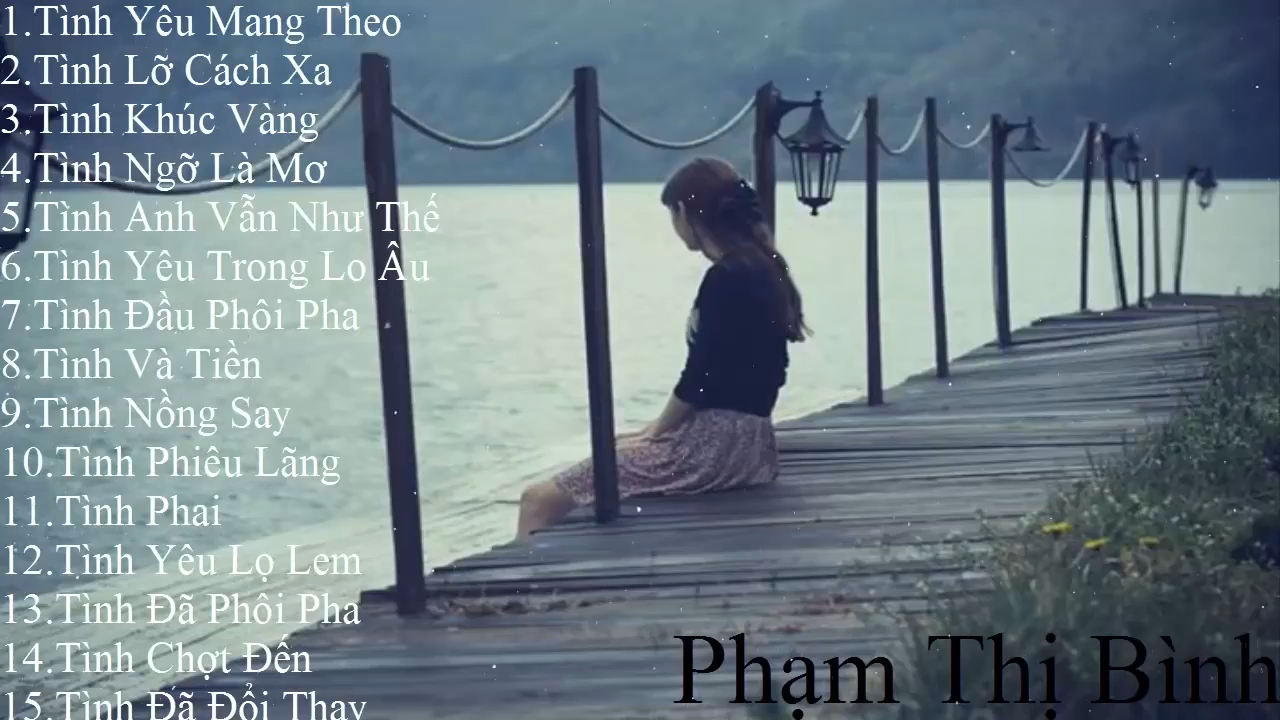 1.Tình Yêu Mang Theo
2.Tình Lỡ Cách Xa
3.Tình Khúc Vàng
4.Tình Ngỡ Là Mơ
5.Tình Anh Vẫn Như Thế
6.Tình Yêu Trong Lo Âu
7.Tình Đầu Phôi Pha
8.Tình Và Tiền
9.Tình Nồng Say
10.Tình Phiêu Lãng
11.Tình Phai
12.Tình Yêu Lọ Lem
13.Tình Đã Phôi Pha
14.Tình Chợt Đến
15.Tình Đã Đổi Thay
Phạm Thị Bình